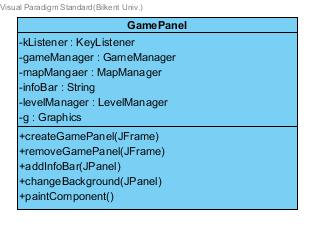 Visual Paradigm Standard(Bilkent Univ.)
GamePanel
-kListener : KeyListener
-gameManager : GameManager
-mapMangaer : MapManager
-infoBar : String
-levelManager : LevelManager
-g : Graphics
+createGamePanel(JFrame)
+removeGamePanel(JFrame)
+addInfoBar(JPanel)
+changeBackground(JPanel)
+paintComponent()